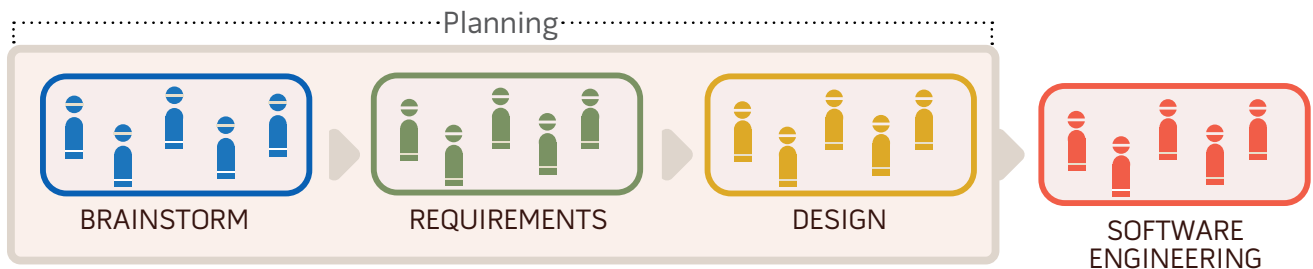 Planning
BRAINSTORM
REQUIREMENTS
DESIGN
SOFTWARE
ENGINEERING